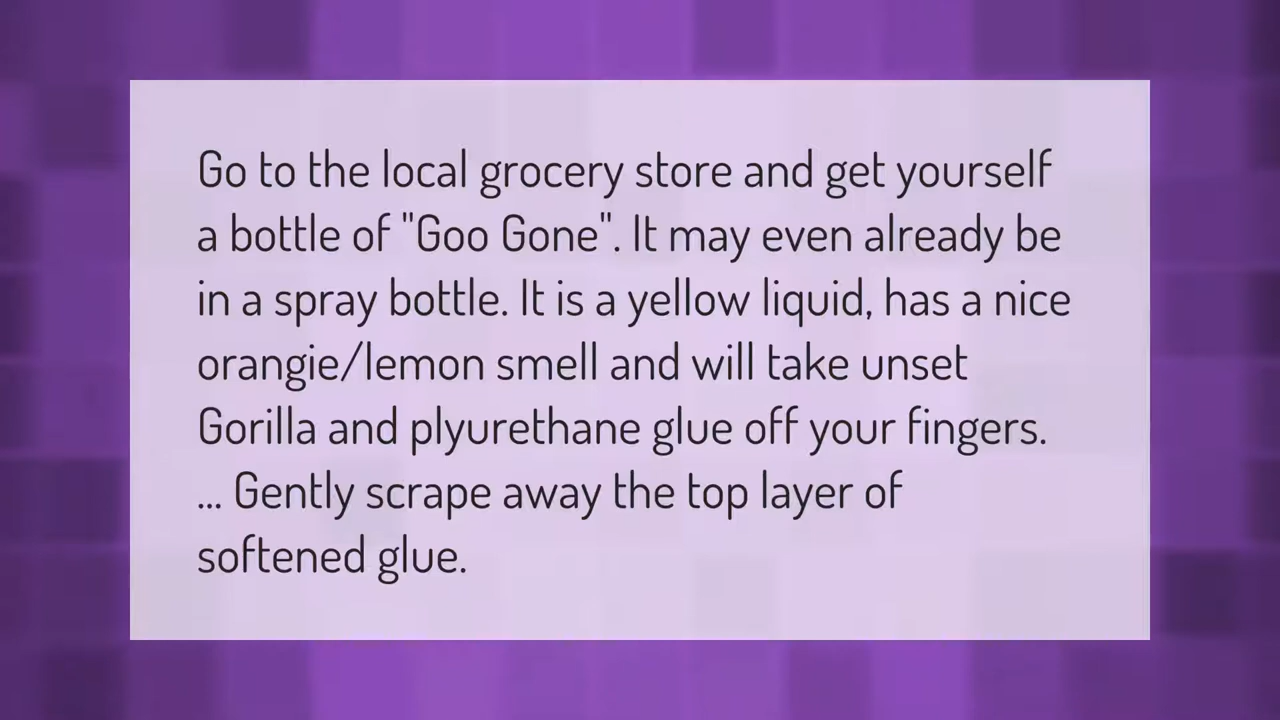 Go to the local grocery store and get yourself
a bottle of "Goo Gone". It may even already be
in a spray bottle. It is a yellow liquid, has a nice
orangie/lemon smell and will take unset
Gorilla and plyurethane glue off your fingers.
... Gently scrape away the top layer of
softened glue.